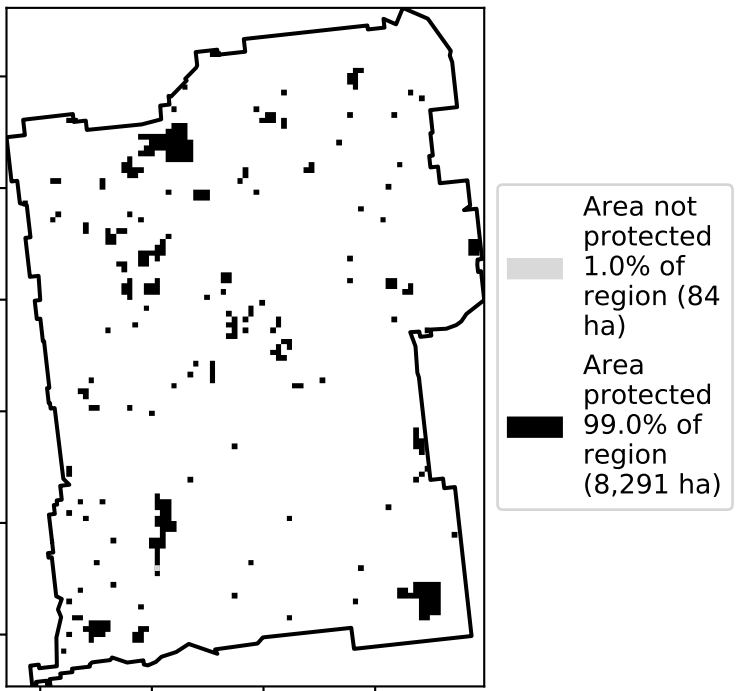 Area not
protected
1.0% of
region (84
ha)
Area
protected
99.0% of
region
(8,291 ha)